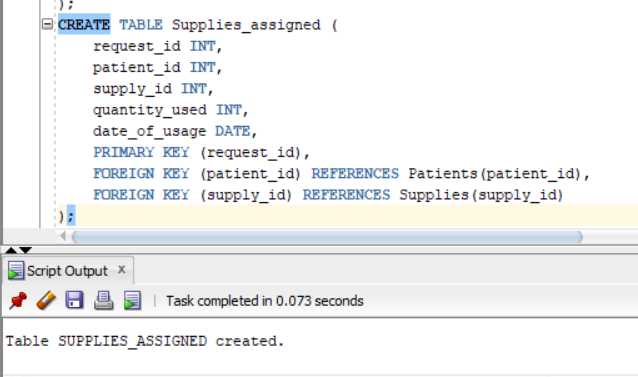 );
CREATE TABLE Supplies_assigned (
request_id INT,
patient_id INT,
supply_id INT,
quantity_used INT,
date_of_usage DATE,
PRIMARY KEY (request_id),
FOREIGN KEY (patient_id) REFERENCES Patients(patient_id),
FOREIGN KEY (supply_id) REFERENCES Supplies(supply_id)
);
Script Output x
Task completed in 0.073 seconds
Table SUPPLIES_ASSIGNED created.